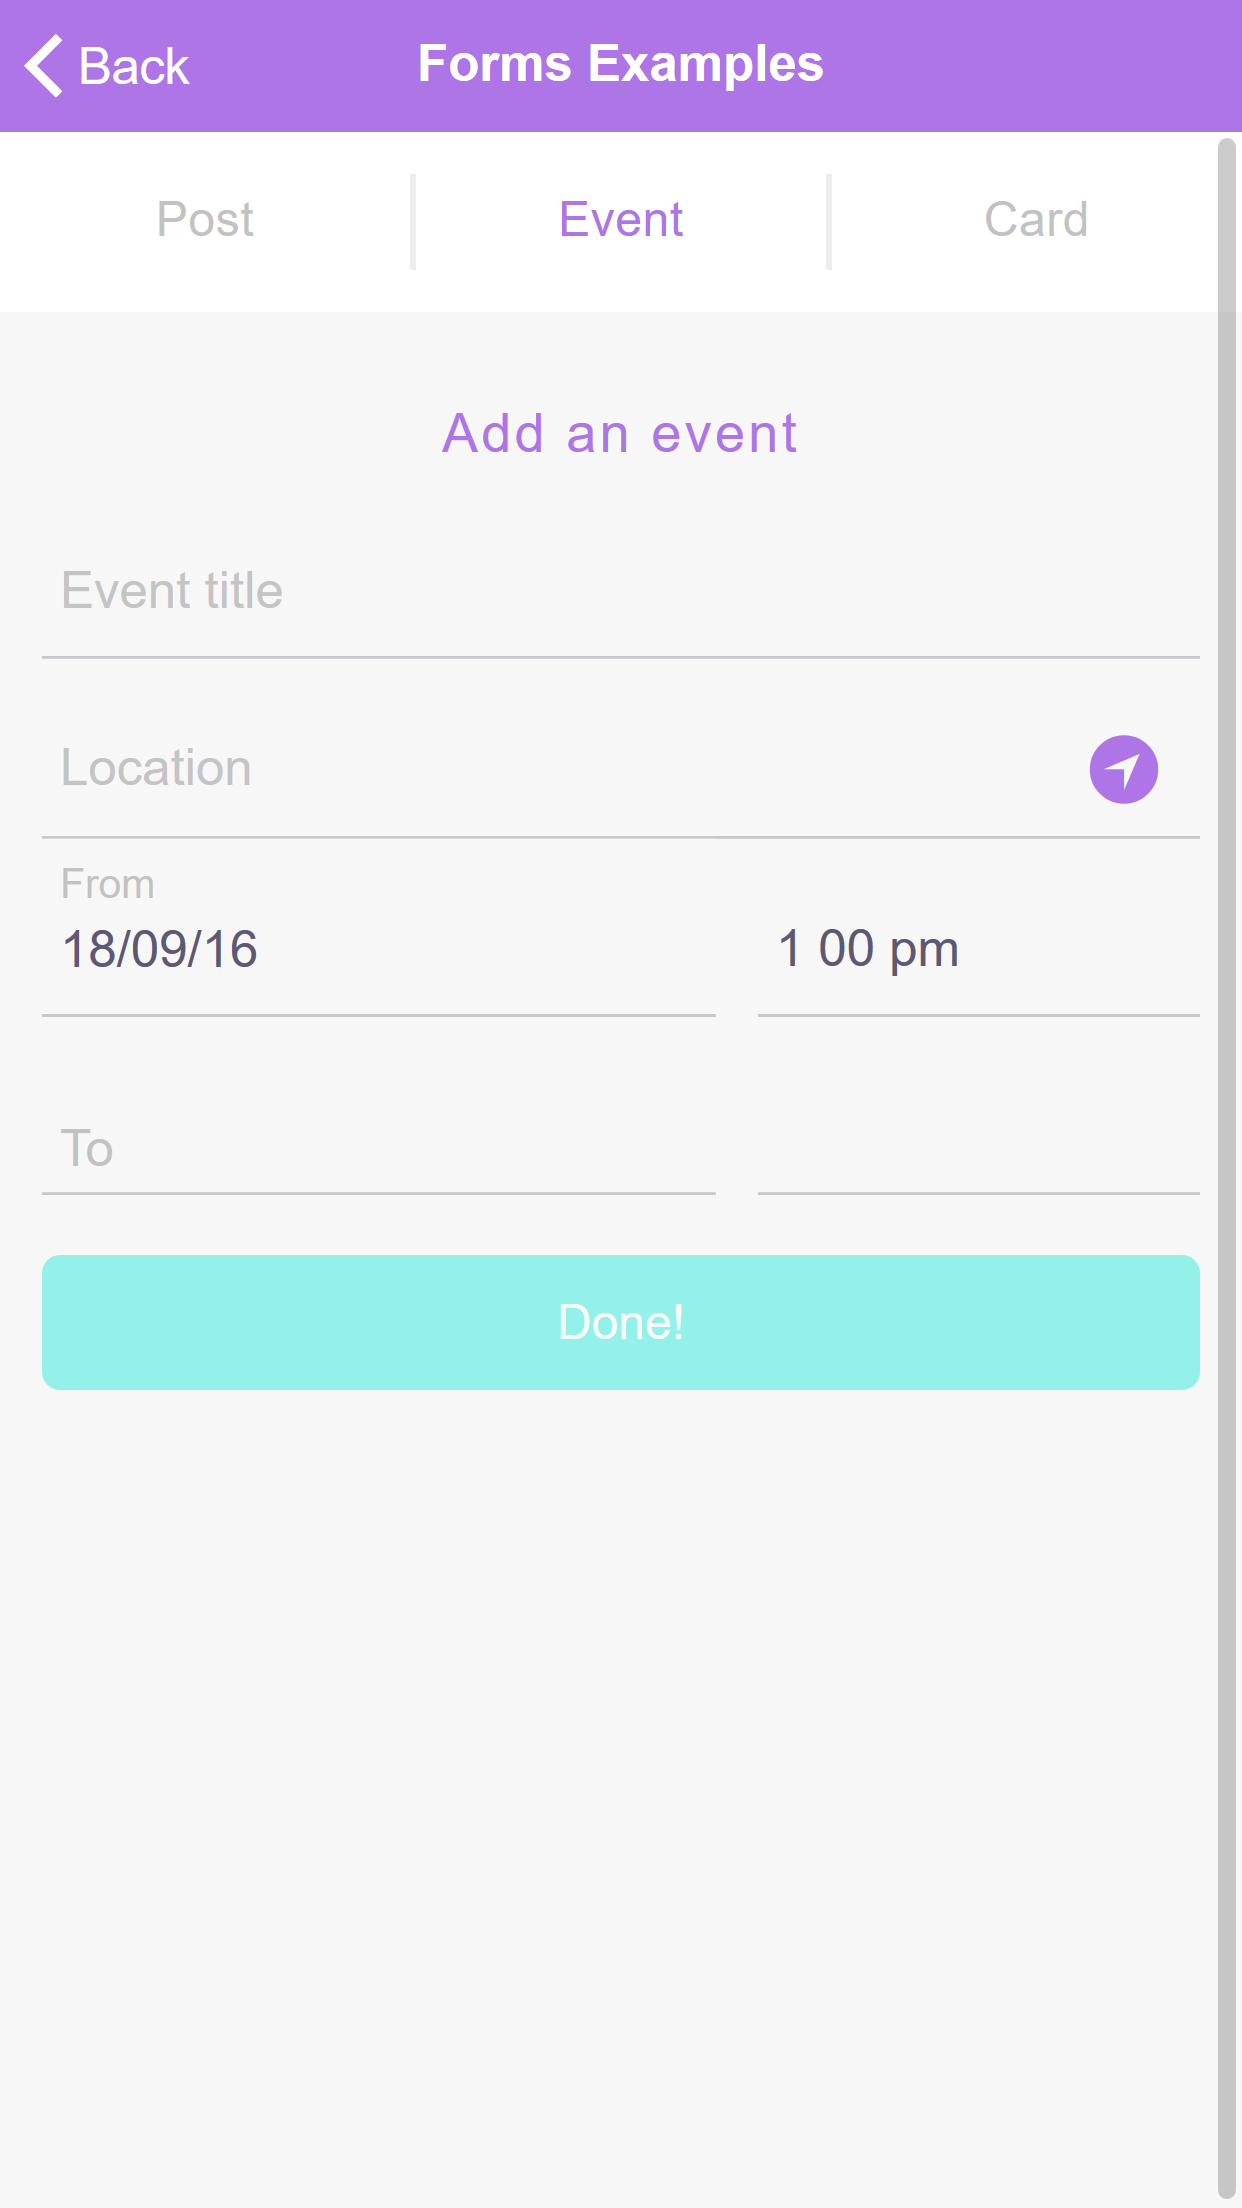 Back
Forms Examples
Post
Event
Card
Add an event
Event title
Location
From
18/09/16
1 00 pm
To
Done!